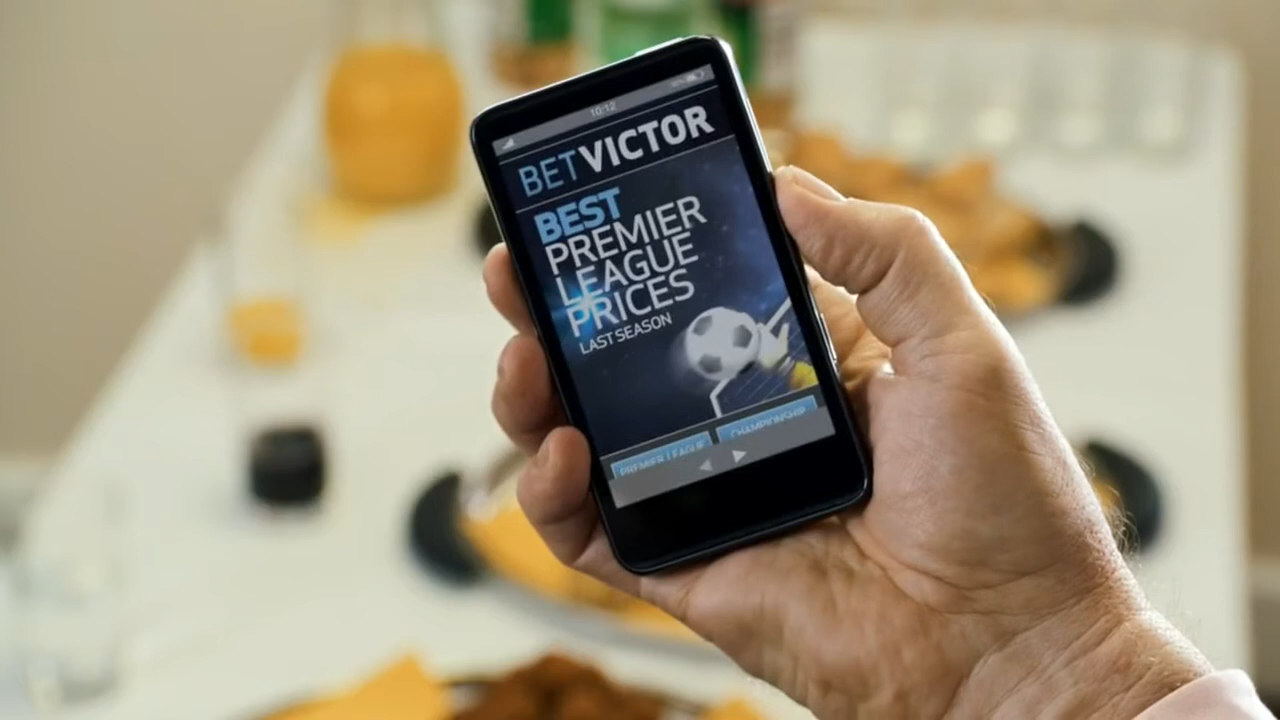 10:12
BETVICTOR
BEST
PREMIER
LEAGUE
PRICES
LAST SEASON
PREMIER LEAGUE CHAMPIONSHIP